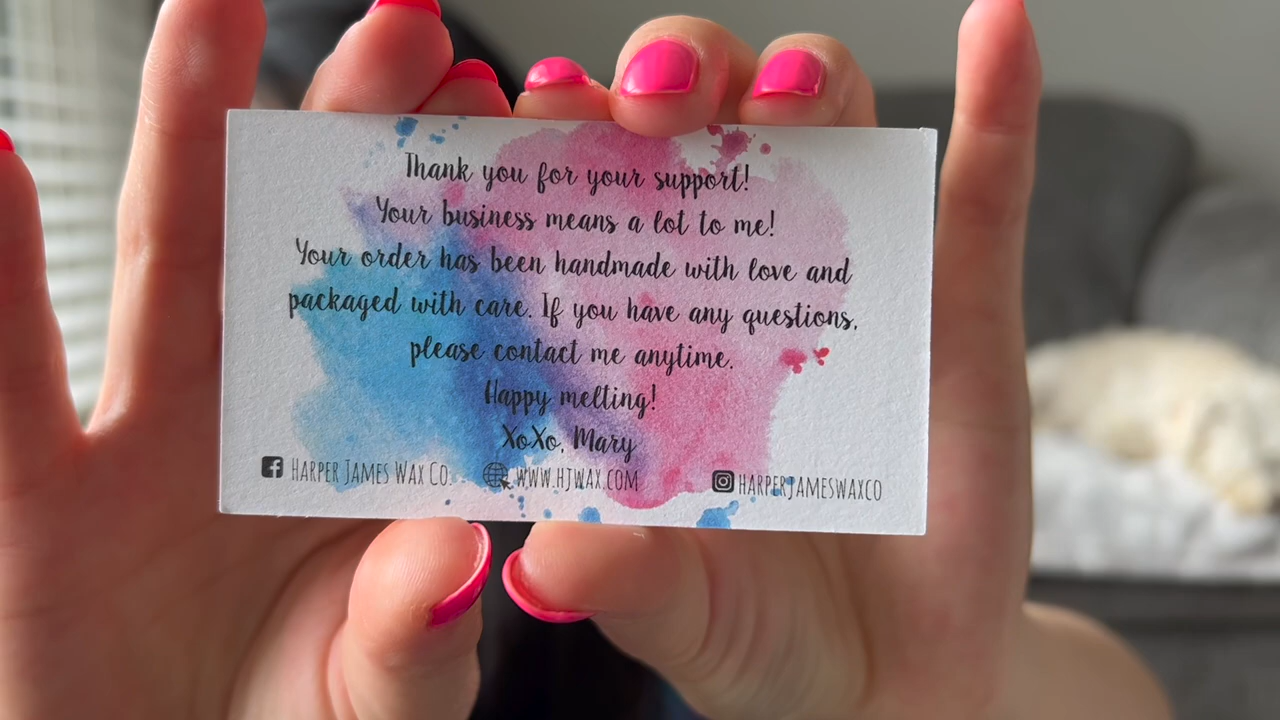 Thank you for your support!
Your business means a lot to me!
Your order has been handmade with love and
packaged with care. If you have any questions,
please contact me anytime.
Happy melting!
XoXo, Mary
HARPER JAMES WAX CO. WWW.HJWAX.COM HARPERJAMESWAXCO